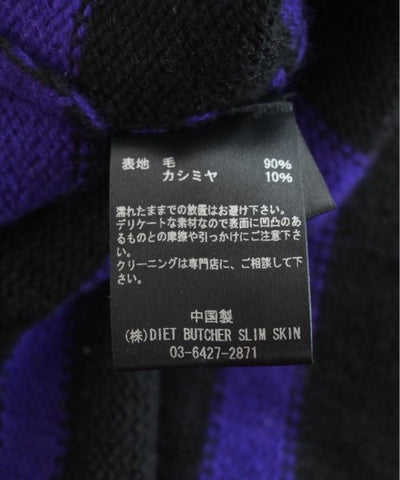 表地 毛 90%
カシミヤ 10%
濡れたままでの放置はお避け下さい。
デリケートな素材なので表面に凹凸のあ
るものとの摩擦や引っかけにご注意下さ
い。
クリーニングは専門店に、ご相談して下
さい。
中国製
(株)DIET BUTCHER SLIM SKIN
03-6427-2871